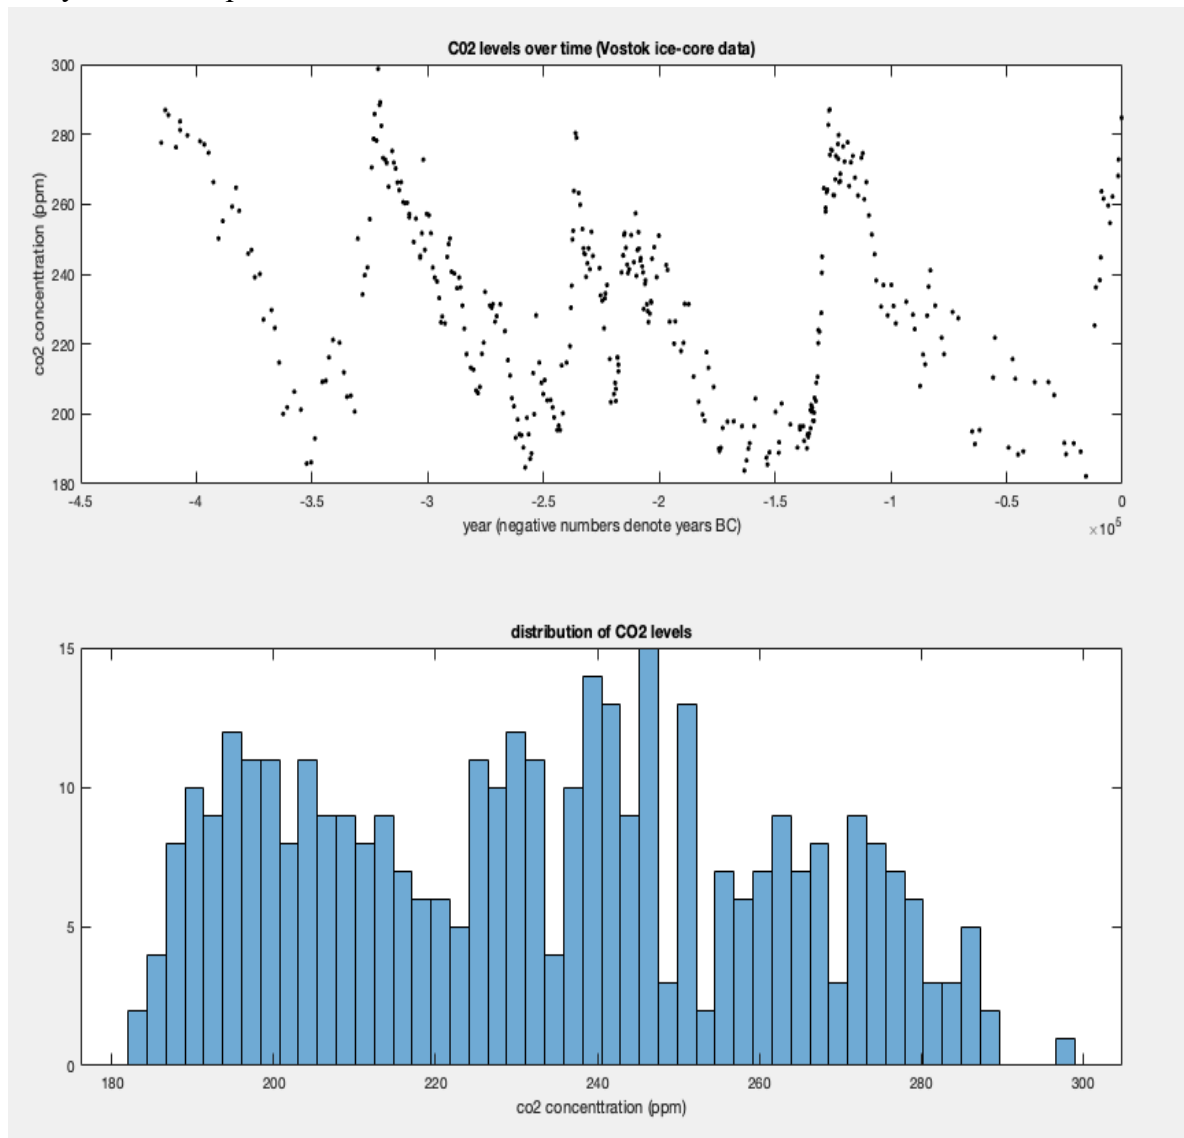 C02 levels over time (Vostok ice-core data)
300
280
260
240
220
200
180
co2 concenttration (ppm)
-4.5 -4 -3.5 -3 -2.5 -2 -1.5 -1 -0.5 0
year (negative numbers denote years BC)
×10^5
distribution of CO2 levels
15
10
5
0
180 200 220 240 260 280 300
co2 concenttration (ppm)